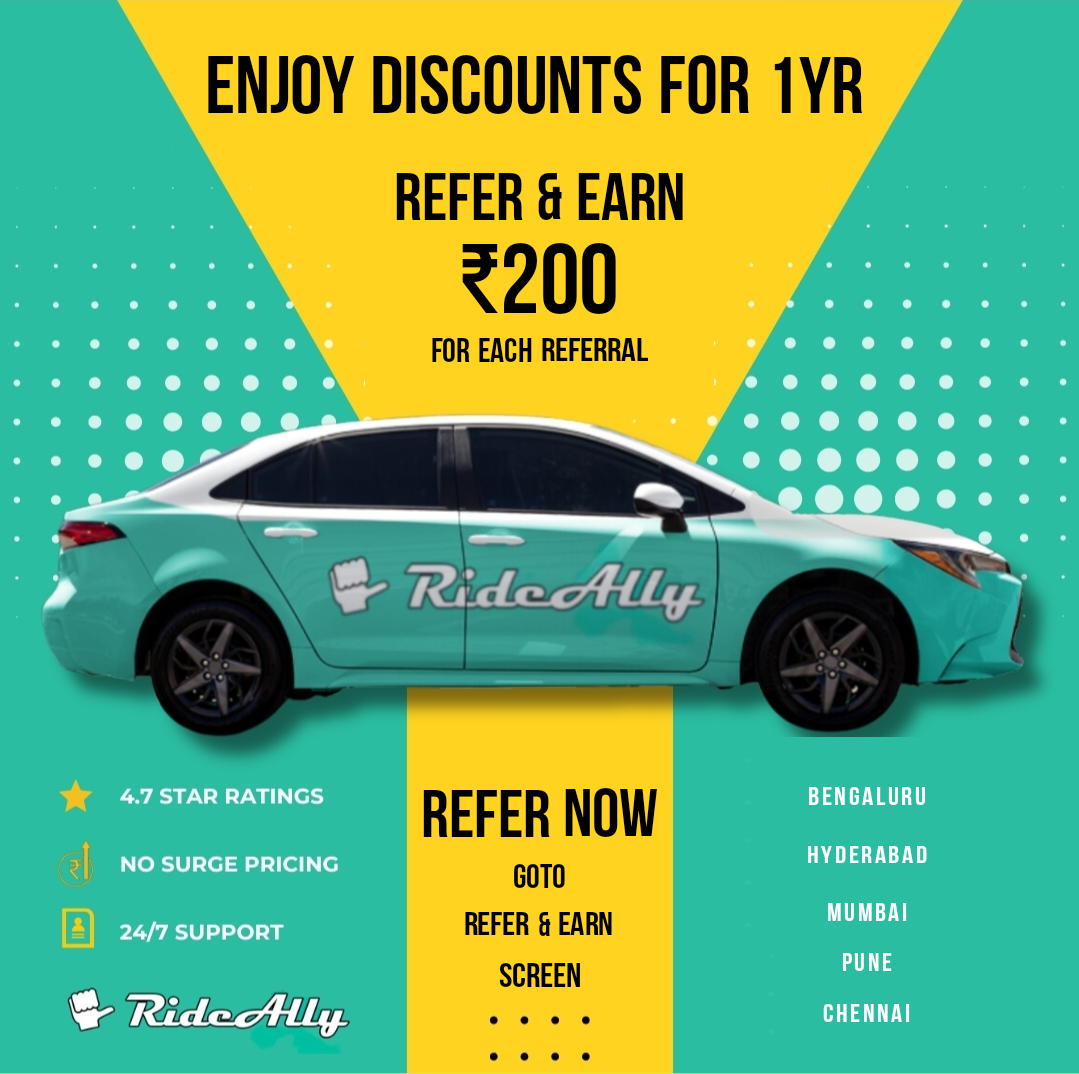 ENJOY DISCOUNTS FOR 1YR
REFER & EARN
₹200
FOR EACH REFERRAL
RideAlly
4.7 STAR RATINGS
NO SURGE PRICING
24/7 SUPPORT
RideAlly
REFER NOW
GOTO
REFER & EARN
SCREEN
BENGALURU
HYDERABAD
MUMBAI
PUNE
CHENNAI